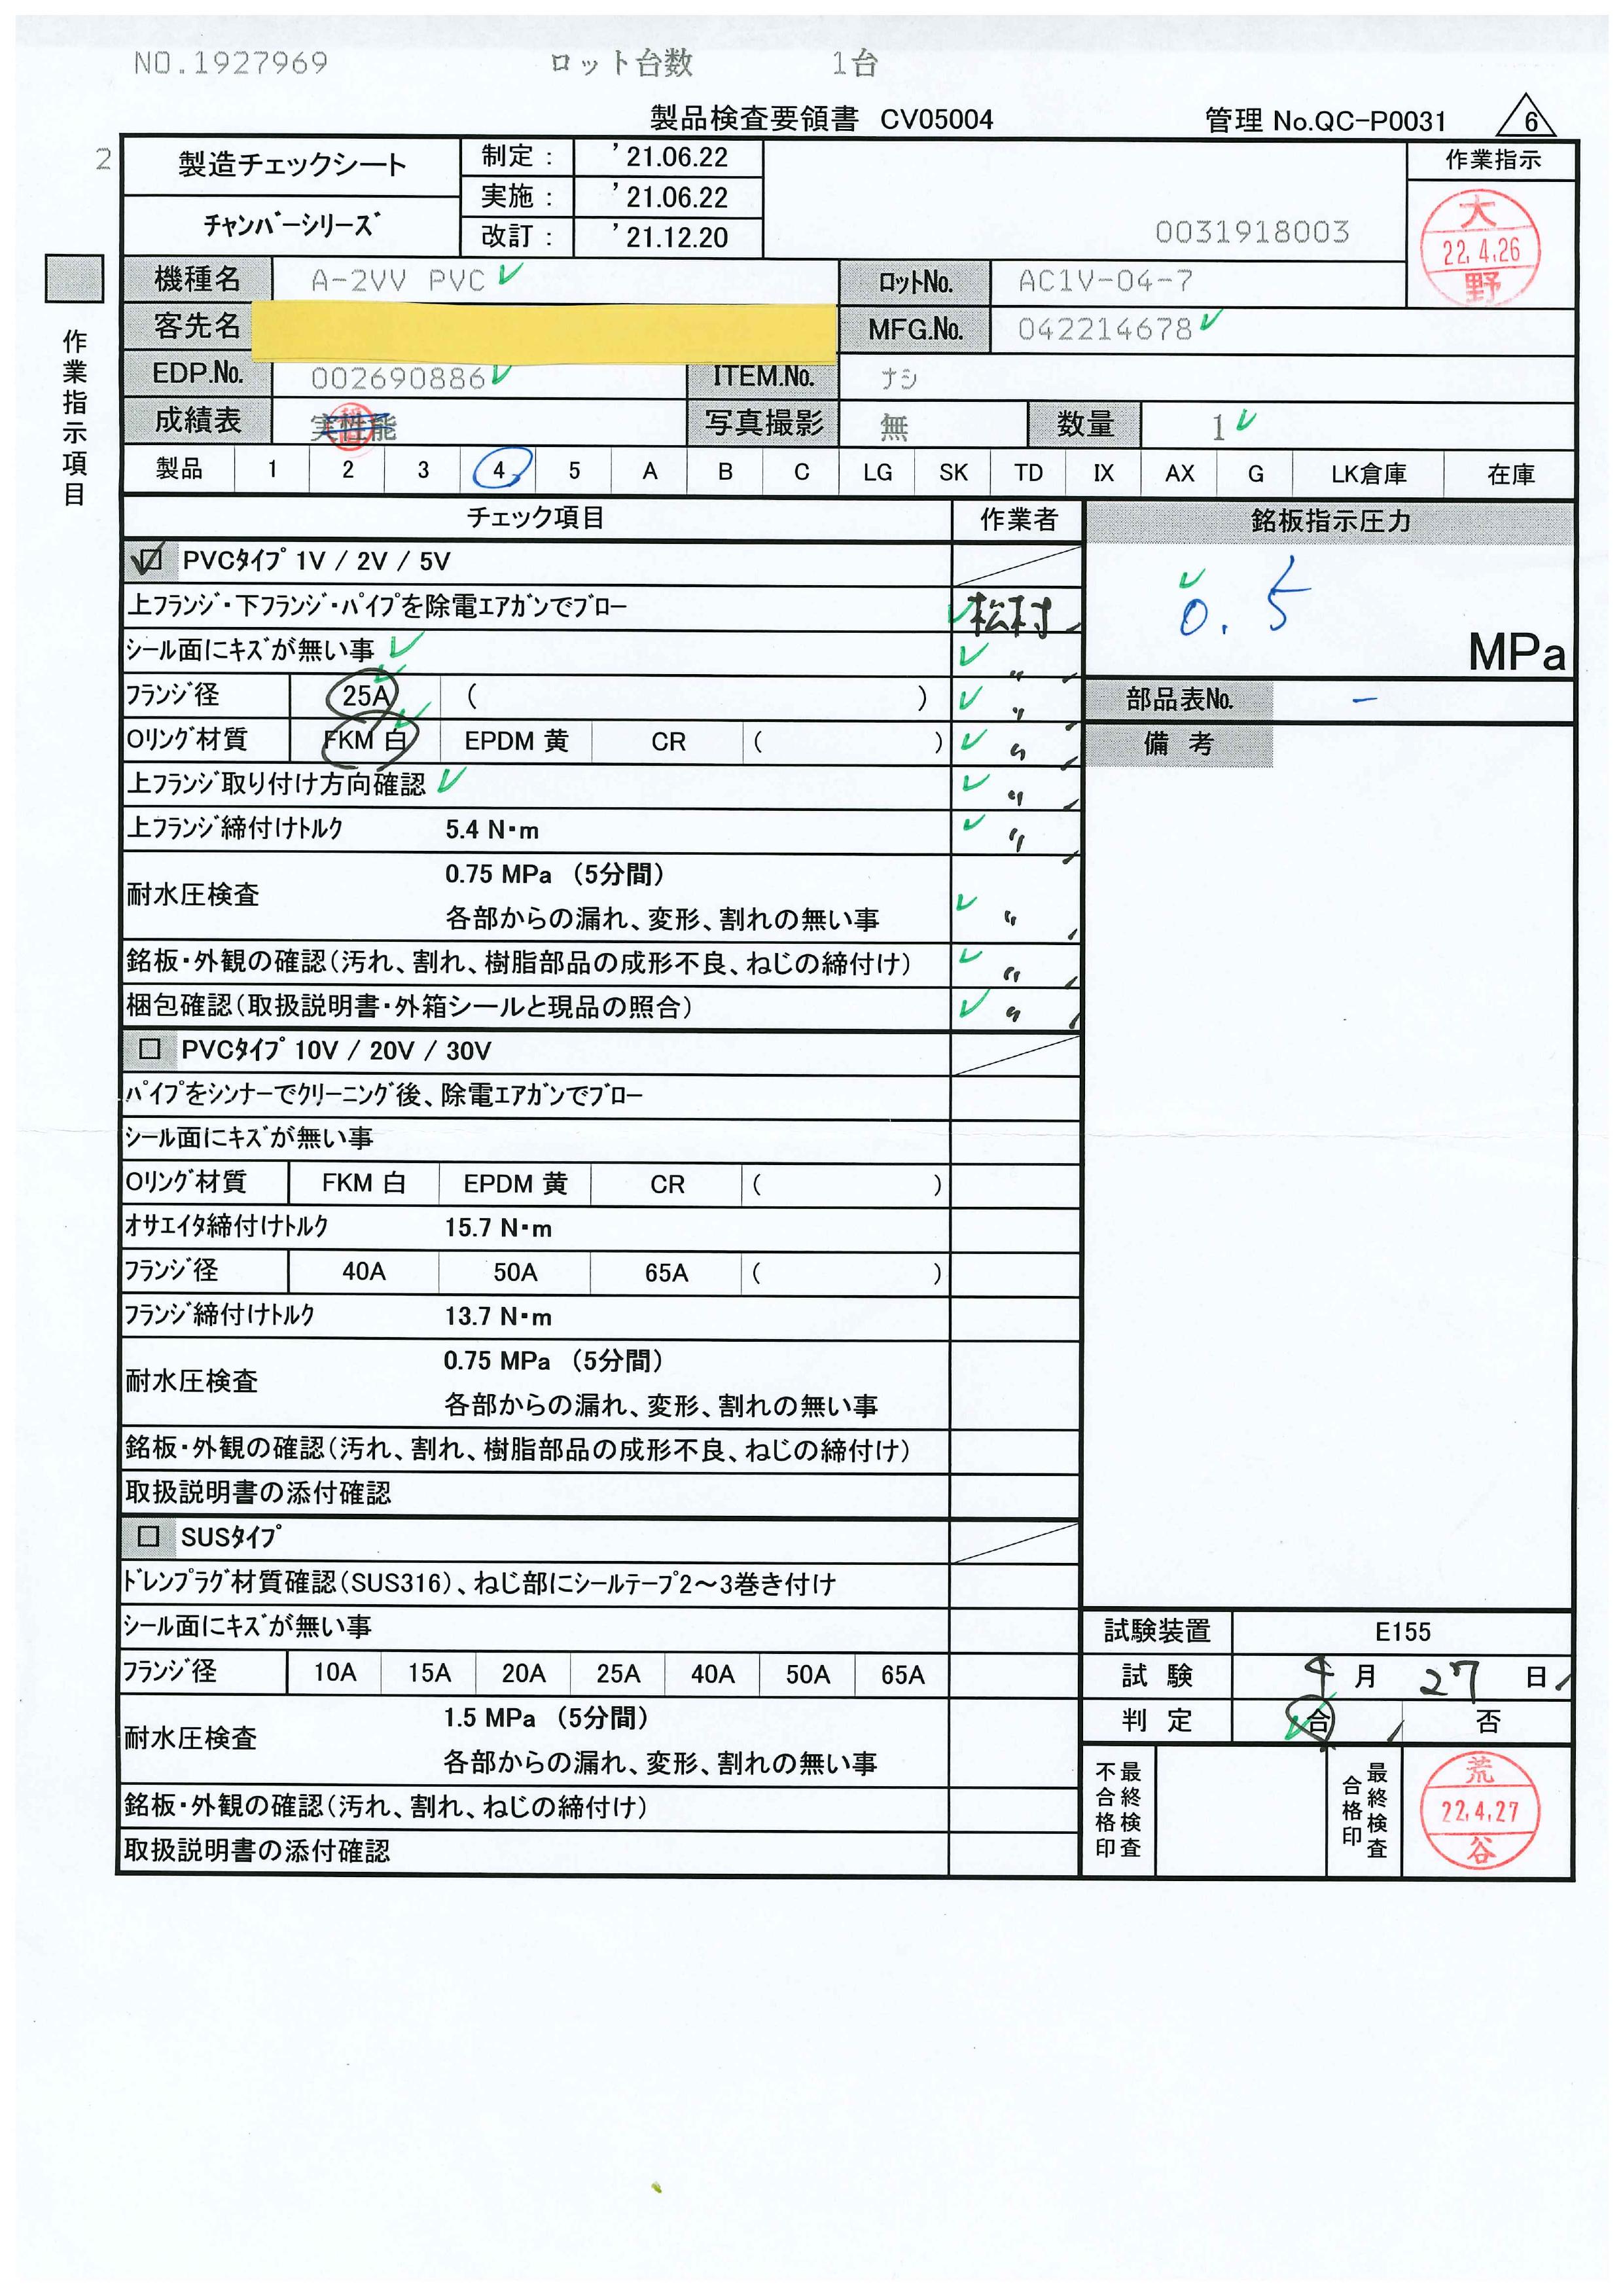 NO.1927969 ロット台数 1台
製品検査要領書 CV05004 管理 No.QC-P0031 6
2
製造チェックシート
チャンバーシリーズ
制定： ’21.06.22
実施： ’21.06.22
改訂： ’21.12.20
0031918003
作業指示
大
22.4.26
野
作業指示項目
機種名 A-2VV PVC ロットNo. AC1V-04-7
客先名 MFG.No. 042214678
EDP.No. 002690886 ITEM.No. ナシ
成績表 写真撮影 無 数量 1
製品 1 2 3 4 5 A B C LG SK TD IX AX G LK倉庫 在庫
チェック項目 作業者 銘板指示圧力
PVCタイプ 1V / 2V / 5V
上フランジ・下フランジ・パイプを除電エアガンでブロー 松村
0.5 MPa
シール面にキズが無い事 〃
フランジ径 25A ( ) 〃
部品表No. －
Oリング材質 FKM 白 EPDM 黄 CR ( ) 〃
備考
上フランジ取り付け方向確認 〃
上フランジ締付けトルク 5.4 N・m 〃
耐水圧検査 0.75 MPa （5分間）
各部からの漏れ、変形、割れの無い事 〃
銘板・外観の確認（汚れ、割れ、樹脂部品の成形不良、ねじの締付け） 〃
梱包確認（取扱説明書・外箱シールと現品の照合） 〃
□ PVCタイプ 10V / 20V / 30V
パイプをシンナーでクリーニング後、除電エアガンでブロー
シール面にキズが無い事
Oリング材質 FKM 白 EPDM 黄 CR ( )
オサエイタ締付けトルク 15.7 N・m
フランジ径 40A 50A 65A ( )
フランジ締付けトルク 13.7 N・m
耐水圧検査 0.75 MPa （5分間）
各部からの漏れ、変形、割れの無い事
銘板・外観の確認（汚れ、割れ、樹脂部品の成形不良、ねじの締付け）
取扱説明書の添付確認
□ SUSタイプ
ドレンプラグ材質確認（SUS316）、ねじ部にシールテープ2～3巻き付け
シール面にキズが無い事
フランジ径 10A 15A 20A 25A 40A 50A 65A
耐水圧検査 1.5 MPa （5分間）
各部からの漏れ、変形、割れの無い事
銘板・外観の確認（汚れ、割れ、ねじの締付け）
取扱説明書の添付確認
試験装置 E155
試験 4 月 27 日
判定 合 否
最終検査不合格印
最終検査合格印
荒
22.4.27
谷